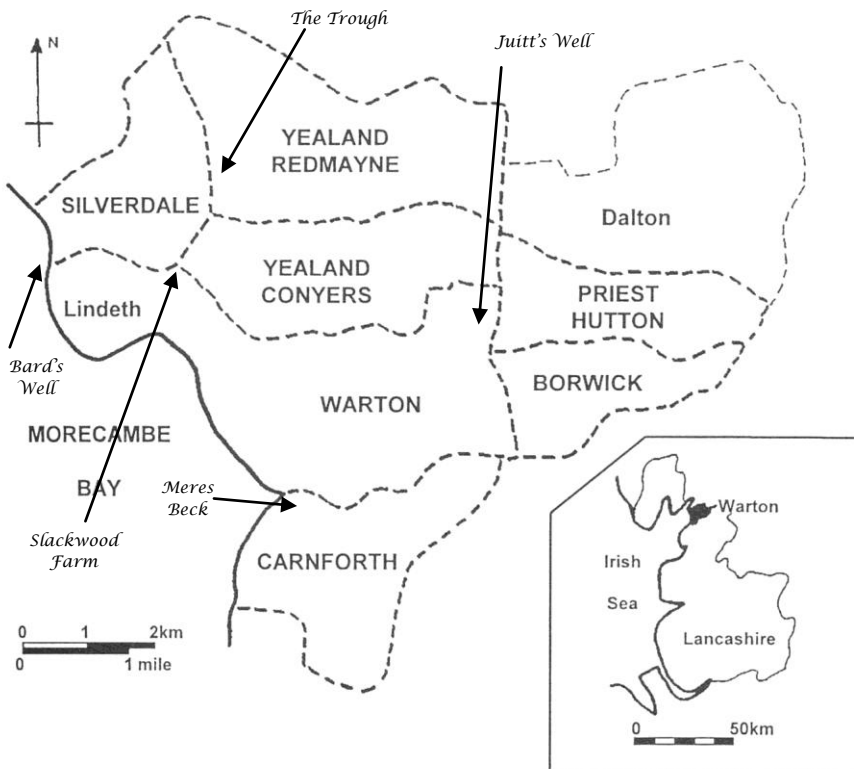 The Trough
Juitt's Well
N
YEALAND
REDMAYNE
SILVERDALE
Dalton
YEALAND
CONYERS
Lindeth
PRIEST
HUTTON
Bard's
Well
BORWICK
WARTON
MORECAMBE
BAY
Meres
Beck
Slackwood
Farm
CARNFORTH
0 1 2km
0 1 mile
Warton
Irish
Sea
Lancashire
0 50km